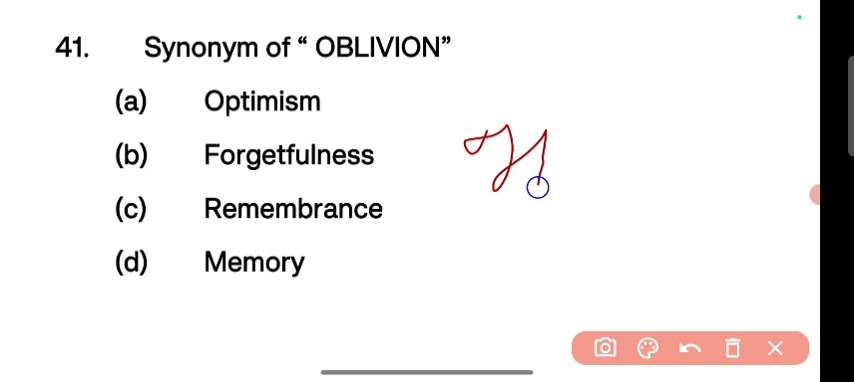 41. Synonym of “ OBLIVION”
(a) Optimism
(b) Forgetfulness
(c) Remembrance
(d) Memory